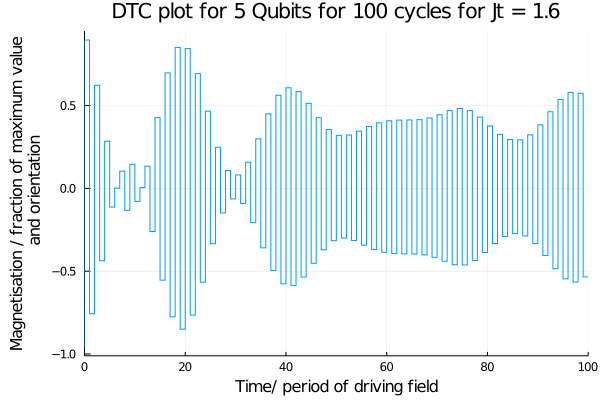 DTC plot for 5 Qubits for 100 cycles for Jt = 1.6
Magnetisation / fraction of maximum value
and orientation
0.5
0.0
−0.5
−1.0
0
20
40
60
80
100
Time/ period of driving field